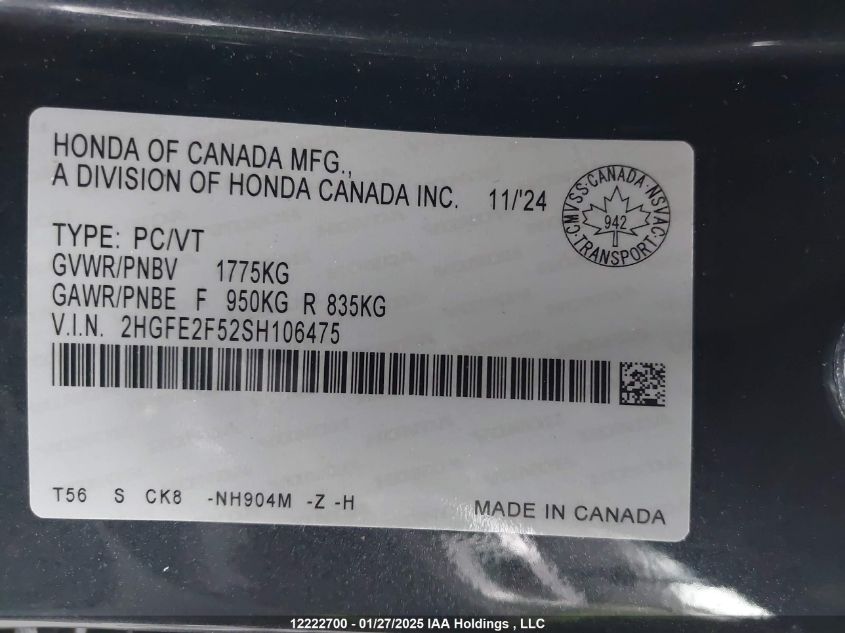 HONDA OF CANADA MFG.,
A DIVISION OF HONDA CANADA INC. 11/'24
CMVSS·CANADA·NSVAC
942
TRANSPORT
TYPE: PC/VT
GVWR/PNBV 1775KG
GAWR/PNBE F 950KG R 835KG
V.I.N. 2HGFE2F52SH106475
T56 S CK8 -NH904M -Z -H
MADE IN CANADA
12222700 - 01/27/2025 IAA Holdings , LLC